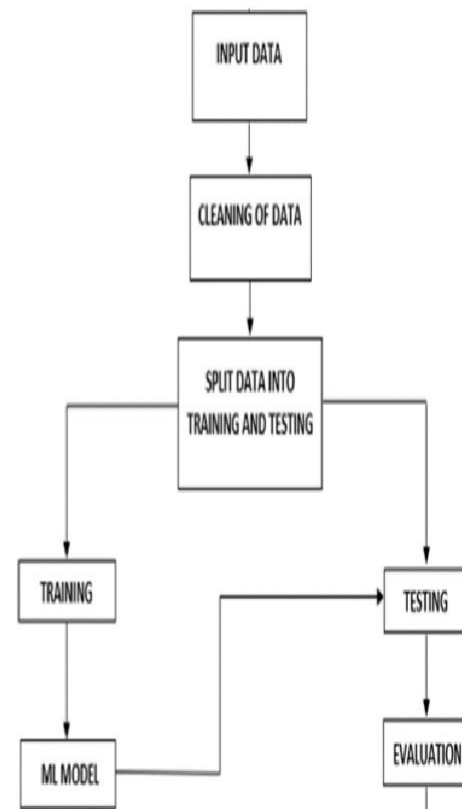 INPUT DATA
CLEANING OF DATA
SPLIT DATA INTO
TRAINING AND TESTING
TRAINING
TESTING
ML MODEL
EVALUATION